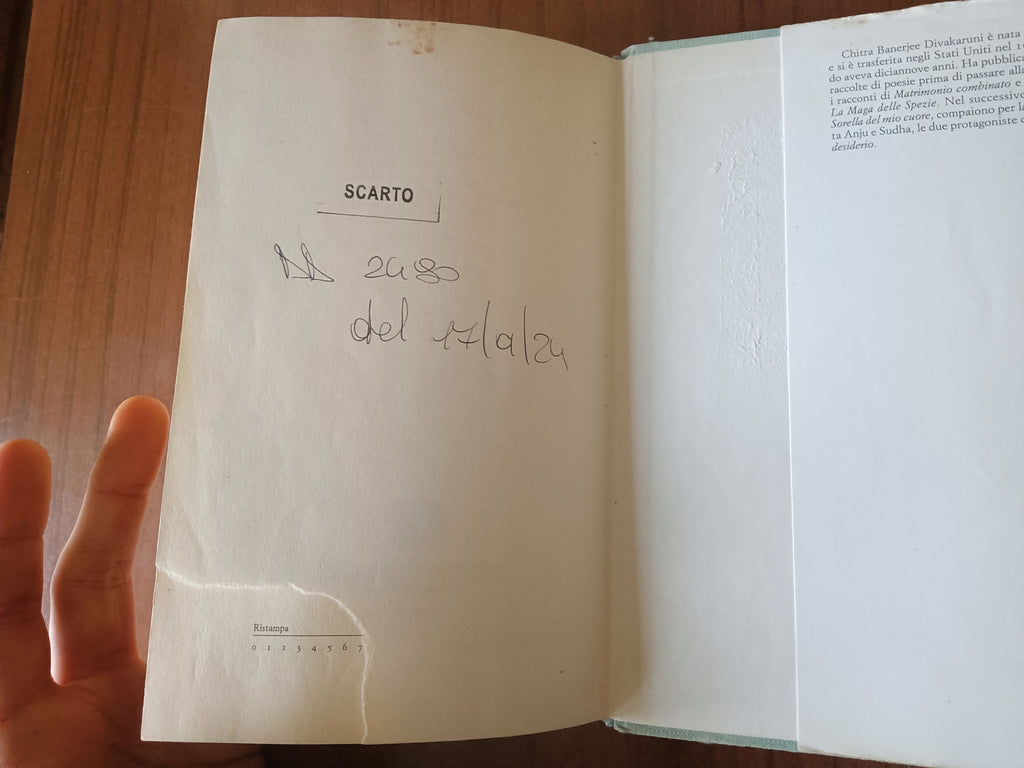 SCARTO
DD 2480
del 17/9/24
Ristampa
0 1 2 3 4 5 6 7
Chitra Banerjee Divakaruni è nata
e si è trasferita negli Stati Uniti nel
do aveva diciannove anni. Ha pubblica
raccolte di poesie prima di passare alla
i racconti di Matrimonio combinato e
La Maga delle Spezie. Nel successivo
Sorella del mio cuore, compaiono per la
ta Anju e Sudha, le due protagoniste
desiderio.